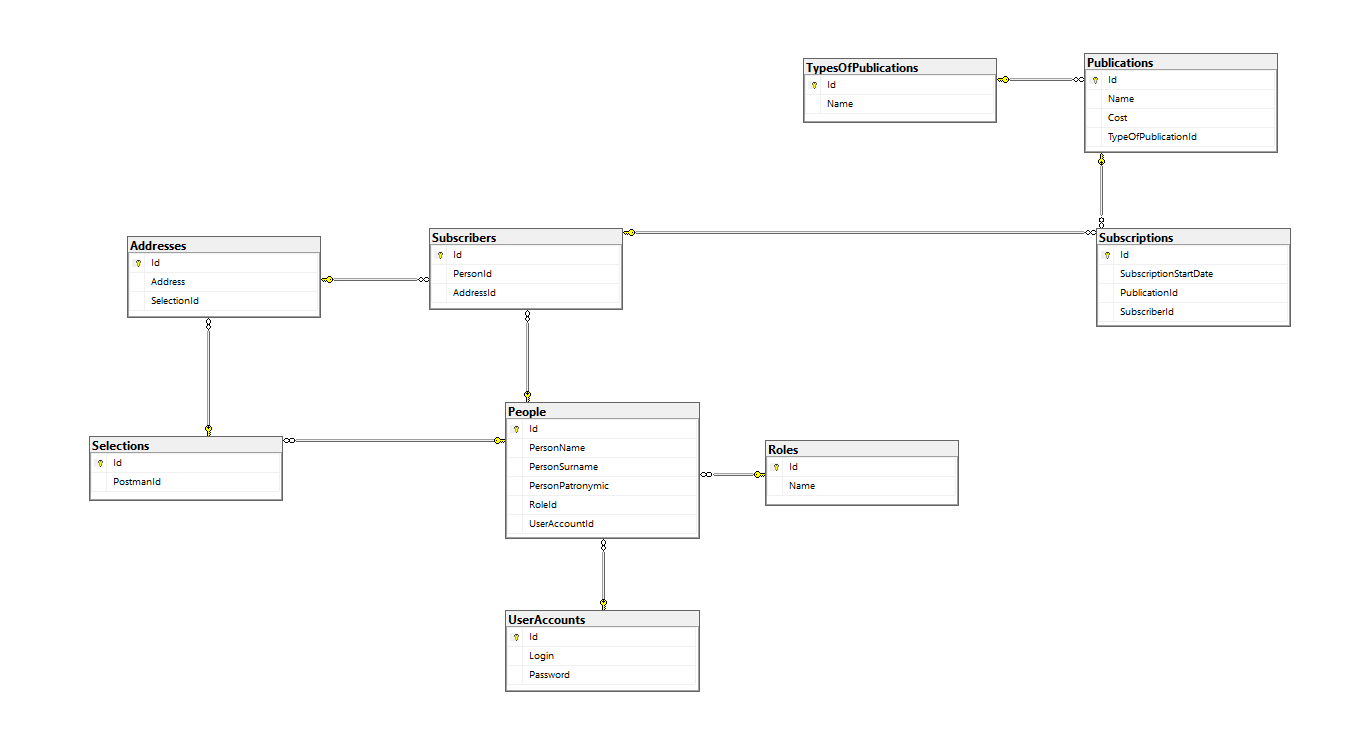 TypesOfPublications
Id
Name
Publications
Id
Name
Cost
TypeOfPublicationId
Addresses
Id
Address
SelectionId
Subscribers
Id
PersonId
AddressId
Subscriptions
Id
SubscriptionStartDate
PublicationId
SubscriberId
Selections
Id
PostmanId
People
Id
PersonName
PersonSurname
PersonPatronymic
RoleId
UserAccountId
Roles
Id
Name
UserAccounts
Id
Login
Password